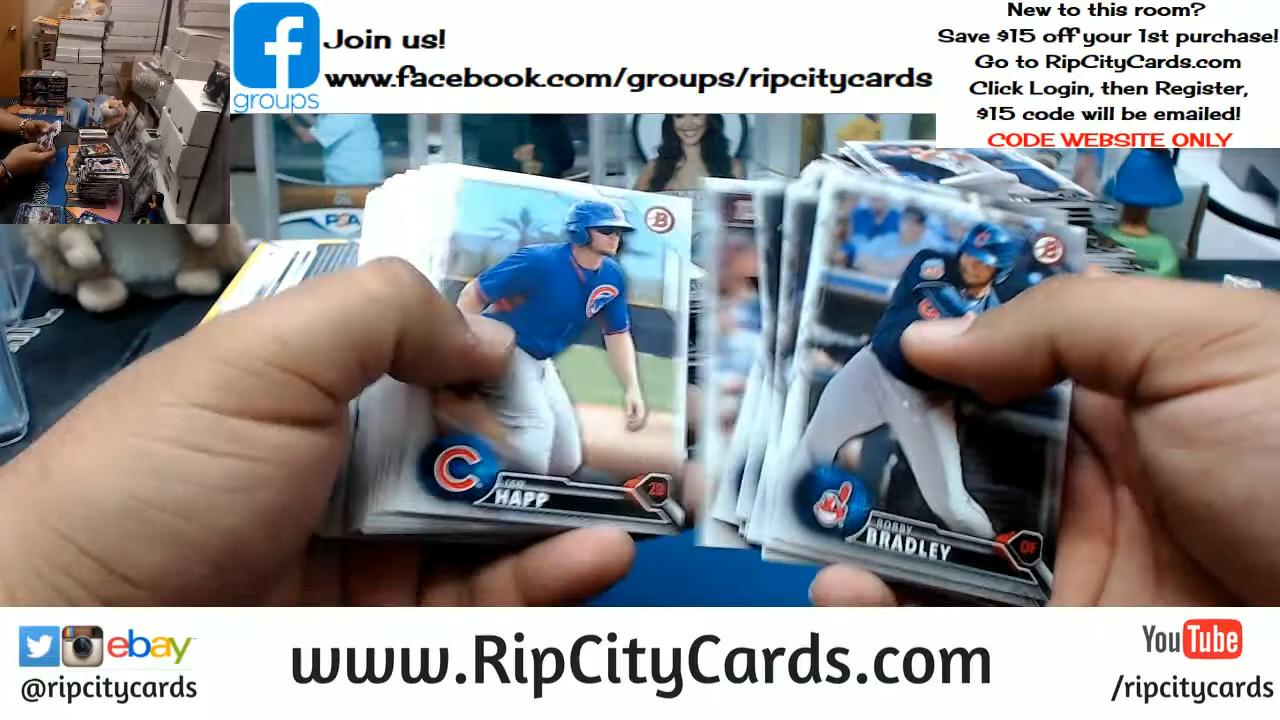 groups
Join us!
www.facebook.com/groups/ripcitycards
New to this room?
Save $15 off your 1st purchase!
Go to RipCityCards.com
Click Login, then Register,
$15 code will be emailed!
CODE WEBSITE ONLY
B
B
C
IAN
HAPP
2B
BOBBY
BRADLEY
OF
ebay
@ripcitycards
www.RipCityCards.com
YouTube
/ripcitycards